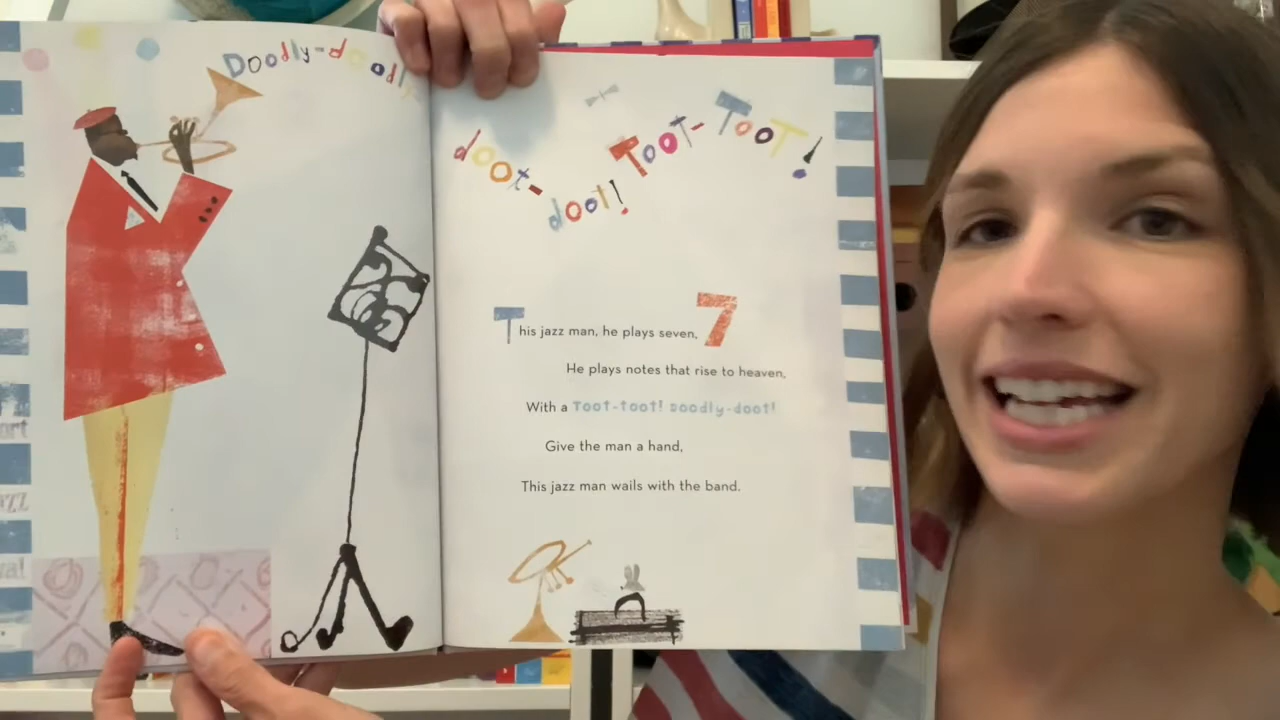 Doodly-doodly
doot-
doot!
Toot-Toot!
This jazz man, he plays seven, 7
He plays notes that rise to heaven,
With a Toot-toot! Doodly-doot!
Give the man a hand,
This jazz man wails with the band.